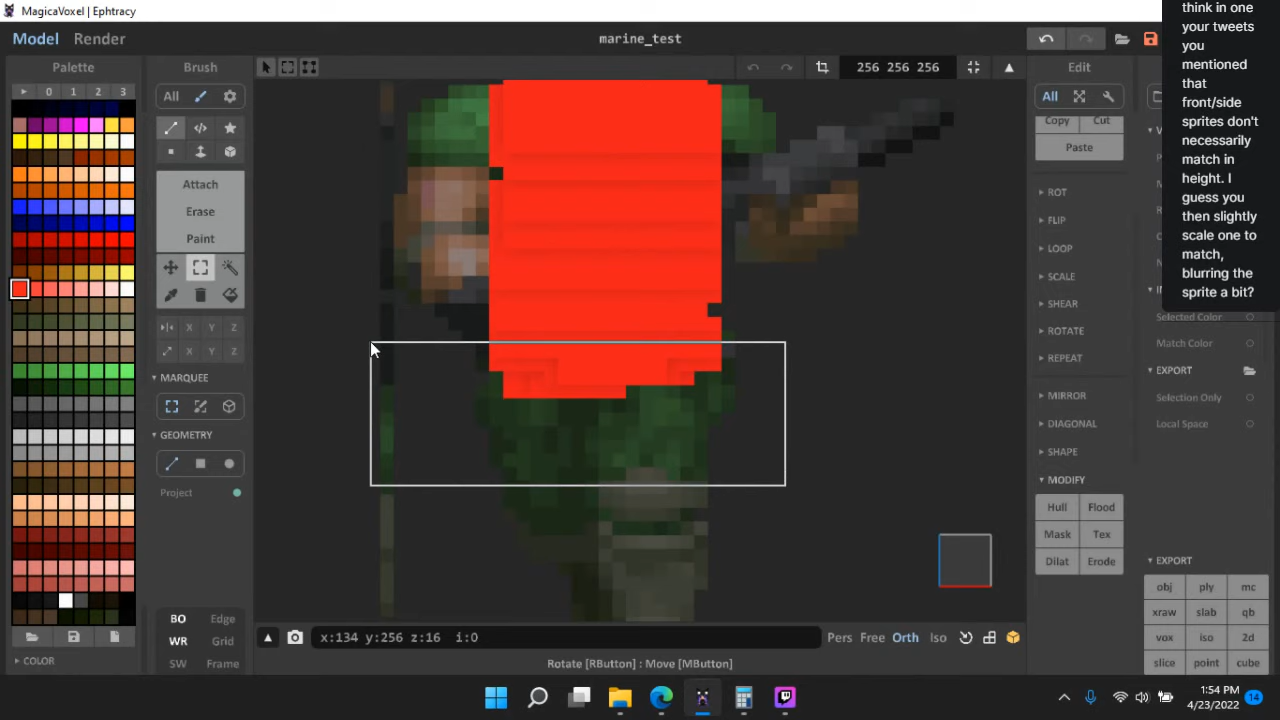 MagicaVoxel | Ephtracy
Model Render
marine_test
Palette
Brush
256 256 256
Edit
0 1 2 3
All
All
Copy Cut
Paste
Attach
Erase
Paint
ROT
FLIP
LOOP
SCALE
SHEAR
ROTATE
REPEAT
MIRROR
DIAGONAL
SHAPE
MODIFY
Hull Flood
Mask Tex
Dilat Erode
X Y Z
X Y Z
MARQUEE
GEOMETRY
Project
BO Edge
WR Grid
SW Frame
COLOR
think in one
your tweets
you
mentioned
that
front/side
sprites don't
necessarily
match in
height. I
guess you
then slightly
scale one to
match,
blurring the
sprite a bit?
Selected Color
Match Color
EXPORT
Selection Only
Local Space
EXPORT
obj ply mc
xraw slab qb
vox iso 2d
slice point cube
x:134 y:256 z:16 i:0
Pers Free Orth Iso
Rotate [RButton] : Move [MButton]
1:54 PM
4/23/2022
14